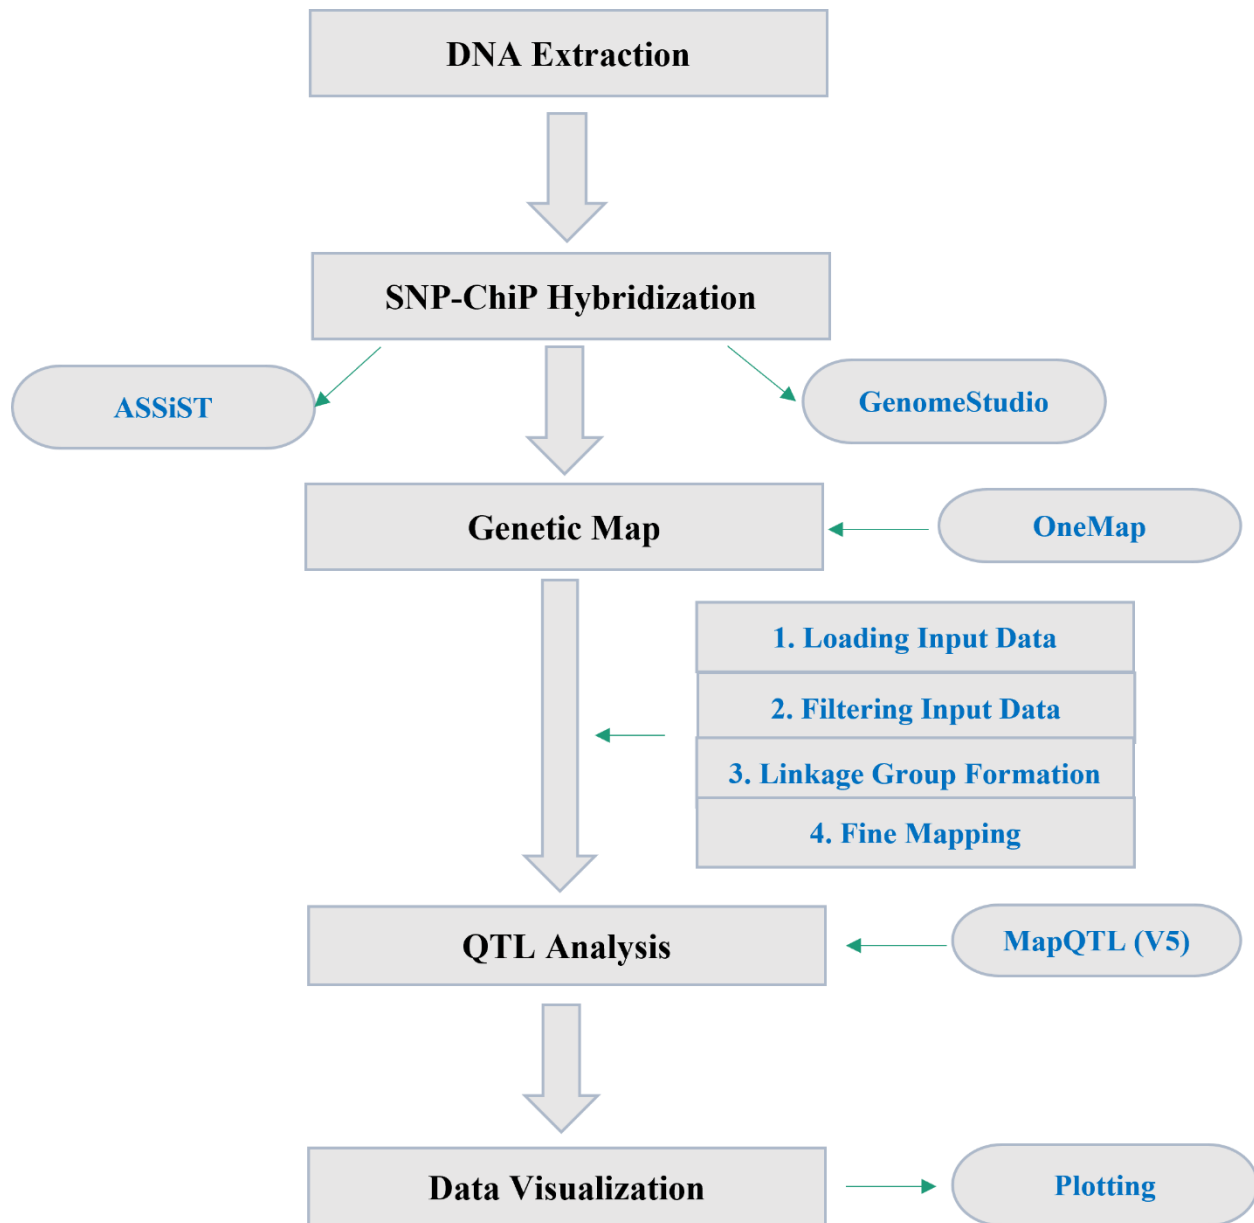 DNA Extraction
SNP-ChiP Hybridization
ASSiST
GenomeStudio
Genetic Map
OneMap
1. Loading Input Data
2. Filtering Input Data
3. Linkage Group Formation
4. Fine Mapping
QTL Analysis
MapQTL (V5)
Data Visualization
Plotting